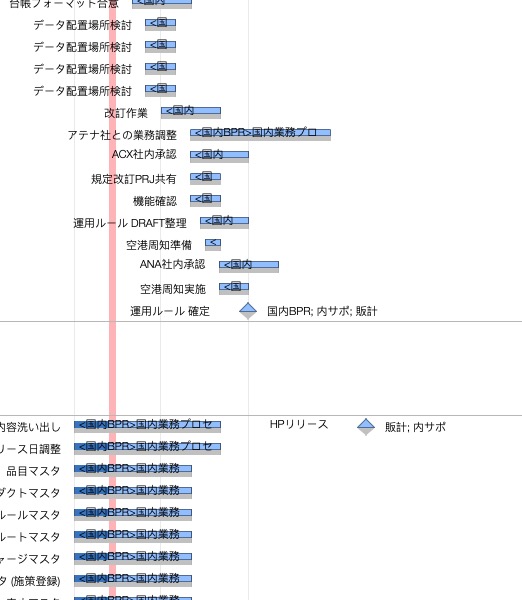 台帳フォーマット合意 <国内
データ配置場所検討 <国
データ配置場所検討 <国
データ配置場所検討 <国
データ配置場所検討 <国
改訂作業 <国内
アテナ社との業務調整 <国内BPR>国内業務プロ
ACX社内承認 <国内
規定改訂PRJ共有 <国
機能確認 <国
運用ルール DRAFT整理 <国内
空港周知準備 <
ANA社内承認 <国内
空港周知実施 <国
運用ルール 確定 国内BPR; 内サポ; 販計
内容洗い出し <国内BPR>国内業務プロセ HPリリース 販計; 内サポ
リース日調整 <国内BPR>国内業務プロセ
品目マスタ <国内BPR>国内業務
ダクトマスタ <国内BPR>国内業務
ルールマスタ <国内BPR>国内業務
ルートマスタ <国内BPR>国内業務
ャージマスタ <国内BPR>国内業務
タ (施策登録) <国内BPR>国内業務
<国内BPR>国内業務